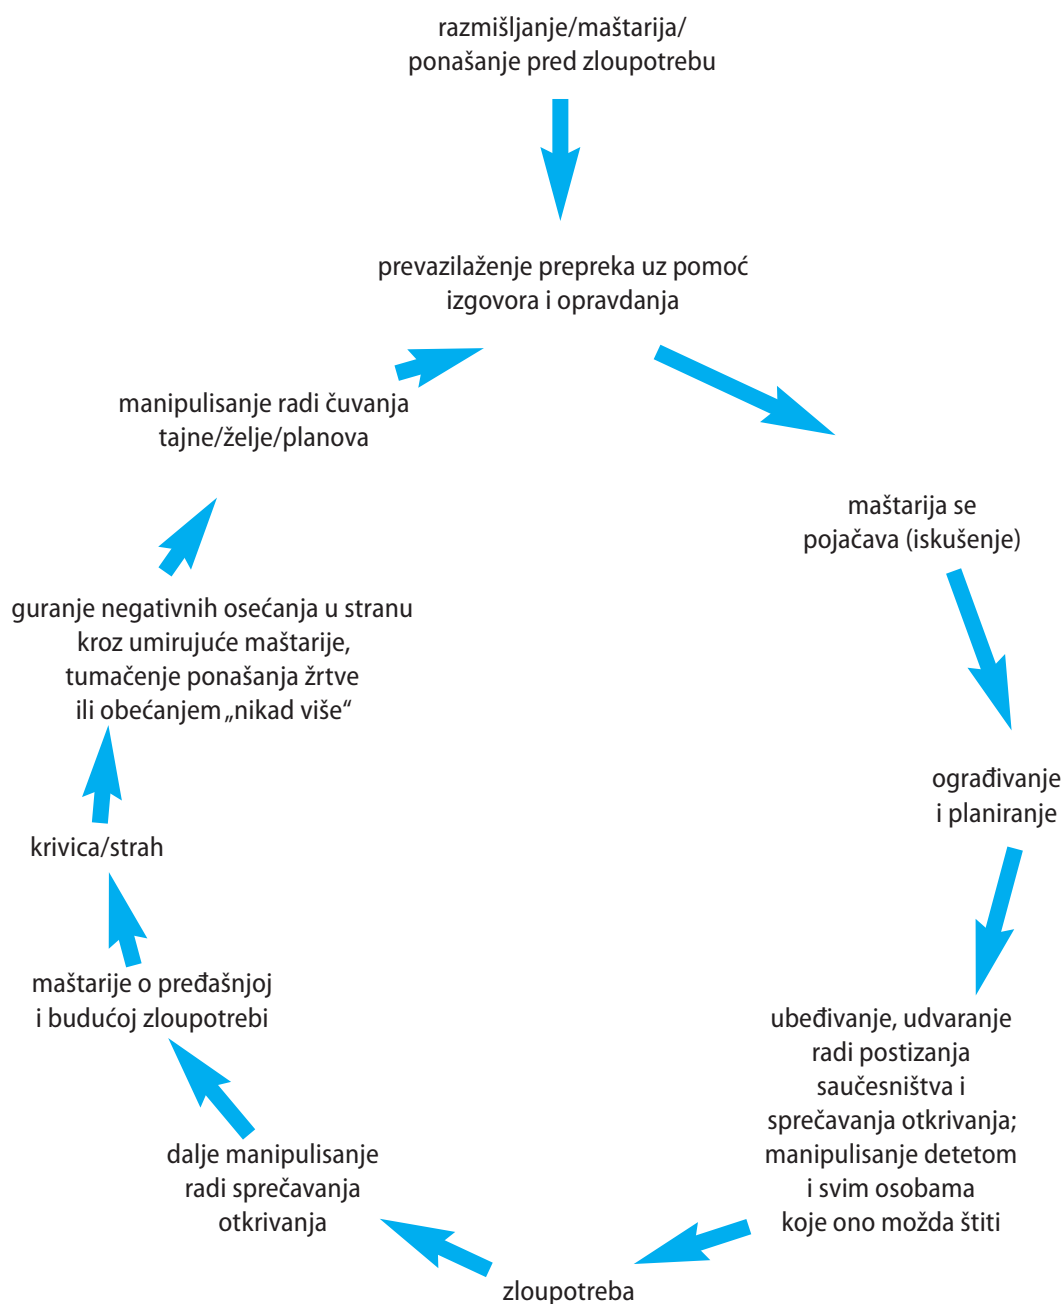 razmišljanje/maštarija/
ponašanje pred zloupotrebu
prevazilaženje prepreka uz pomoć
izgovora i opravdanja
maštarija se
pojačava (iskušenje)
ograđivanje
i planiranje
ubeđivanje, udvaranje
radi postizanja
saučesništva i
sprečavanja otkrivanja;
manipulisanje detetom
i svim osobama
koje ono možda štiti
zloupotreba
dalje manipulisanje
radi sprečavanja
otkrivanja
maštarije o pređašnjoj
i budućoj zloupotrebi
krivica/strah
guranje negativnih osećanja u stranu
kroz umirujuće maštarije,
tumačenje ponašanja žrtve
ili obećanjem „nikad više“
manipulisanje radi čuvanja
tajne/želje/planova